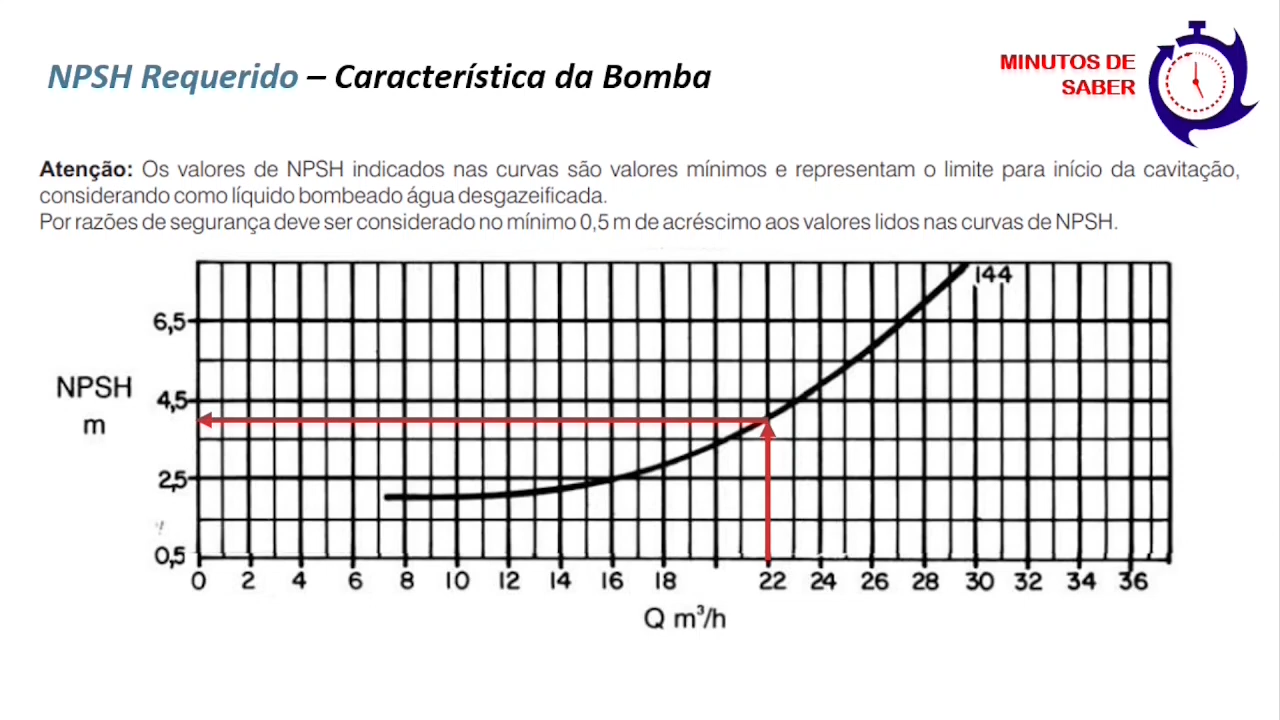 NPSH Requerido – Característica da Bomba
MINUTOS DE
SABER
Atenção: Os valores de NPSH indicados nas curvas são valores mínimos e representam o limite para início da cavitação,
considerando como líquido bombeado água desgazeificada.
Por razões de segurança deve ser considerado no mínimo 0,5 m de acréscimo aos valores lidos nas curvas de NPSH.
144
6,5
NPSH
m
4,5
2,5
0,5
0 2 4 6 8 10 12 14 16 18 22 24 26 28 30 32 34 36
Q m³/h